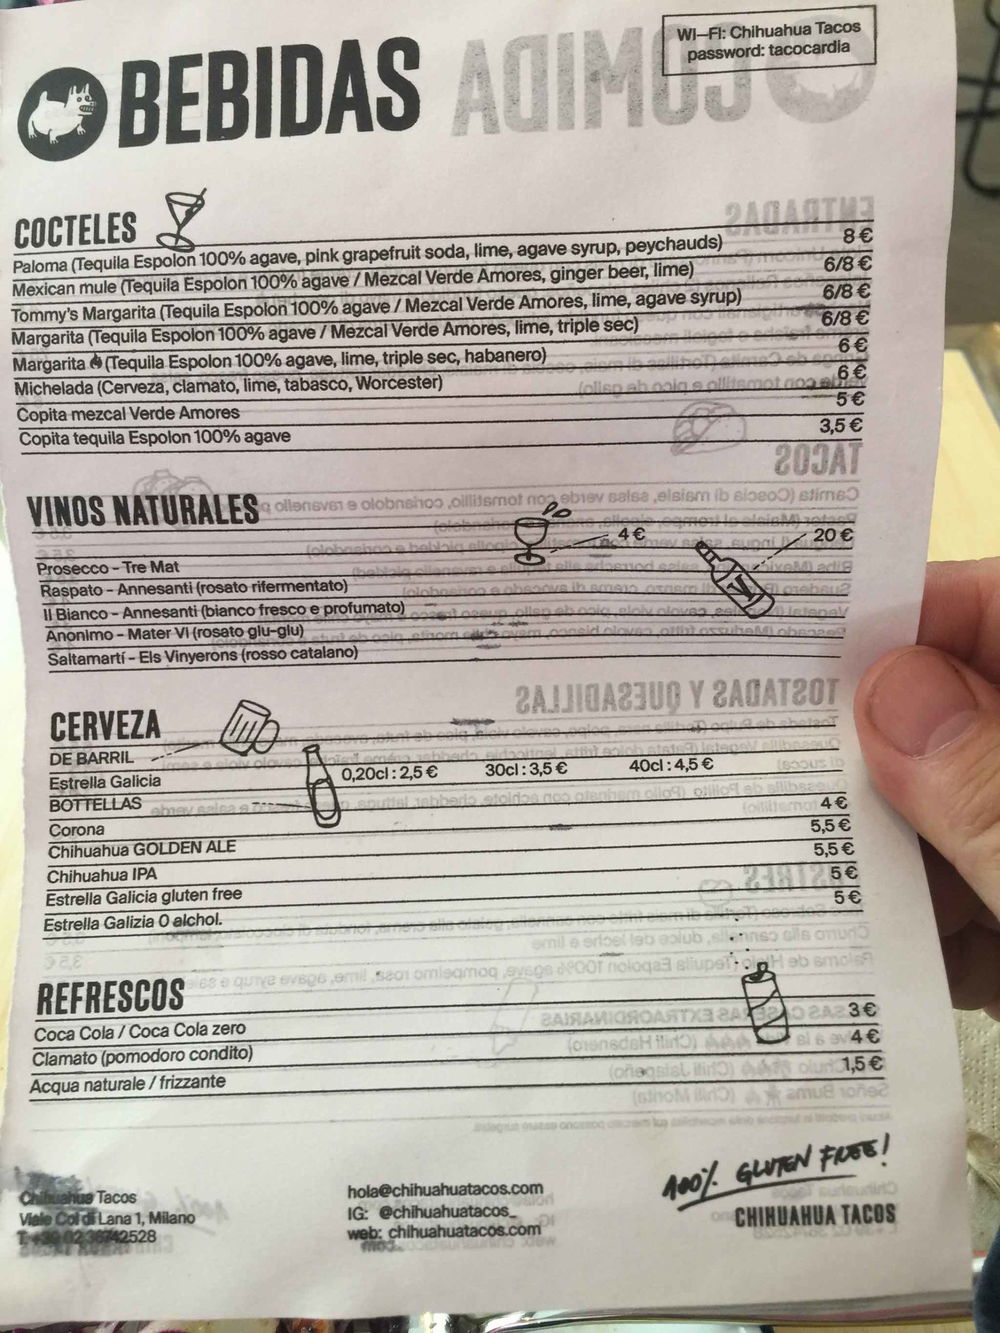 WI-FI: Chihuahua Tacos
password: tacocardia
BEBIDAS
COCTELES
Paloma (Tequila Espolon 100% agave, pink grapefruit soda, lime, agave syrup, peychauds) 8 €
Mexican mule (Tequila Espolon 100% agave / Mezcal Verde Amores, ginger beer, lime) 6/8 €
Tommy's Margarita (Tequila Espolon 100% agave / Mezcal Verde Amores, lime, agave syrup) 6/8 €
Margarita (Tequila Espolon 100% agave / Mezcal Verde Amores, lime, triple sec) 6/8 €
Margarita (Tequila Espolon 100% agave, lime, triple sec, habanero) 6 €
Michelada (Cerveza, clamato, lime, tabasco, Worcester) 6 €
Copita mezcal Verde Amores 5 €
Copita tequila Espolon 100% agave 3,5 €
VINOS NATURALES
4 € 20 €
Prosecco - Tre Mat
Raspato - Annesanti (rosato rifermentato)
Il Bianco - Annesanti (bianco fresco e profumato)
Anonimo - Mater Vi (rosato glu-glu)
Saltamartí - Els Vinyerons (rosso catalano)
CERVEZA
DE BARRIL
Estrella Galicia 0,20cl : 2,5 € 30cl : 3,5 € 40cl : 4,5 €
BOTTELLAS
Corona 4 €
Chihuahua GOLDEN ALE 5,5 €
Chihuahua IPA 5,5 €
Estrella Galicia gluten free 5 €
Estrella Galizia 0 alchol. 5 €
REFRESCOS
Coca Cola / Coca Cola zero 3 €
Clamato (pomodoro condito) 4 €
Acqua naturale / frizzante 1,5 €
Chihuahua Tacos
Viale Col di Lana 1, Milano
T. +39 02 36742528
hola@chihuahuatacos.com
IG: @chihuahuatacos_
web: chihuahuatacos.com
100% GLUTEN FREE!
CHIHUAHUA TACOS